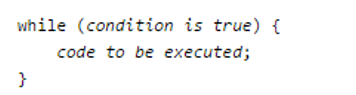 while (condition is true) {
    code to be executed;
}